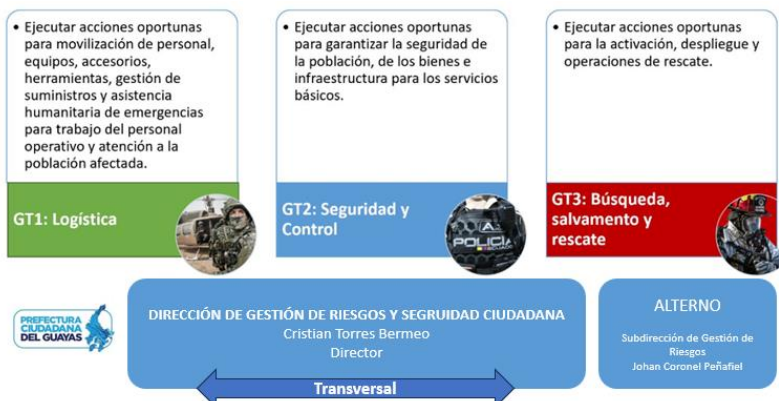 • Ejecutar acciones oportunas
para movilización de personal,
equipos, accesorios,
herramientas, gestión de
suministros y asistencia
humanitaria de emergencias
para trabajo del personal
operativo y atención a la
población afectada.
GT1: Logística
• Ejecutar acciones oportunas
para garantizar la seguridad de
la población, de los bienes e
infraestructura para los servicios
básicos.
GT2: Seguridad y
Control
POLICÍA
ECUADOR
• Ejecutar acciones oportunas
para la activación, despliegue y
operaciones de rescate.
GT3: Búsqueda,
salvamento y
rescate
PREFECTURA
CIUDADANA
DEL GUAYAS
DIRECCIÓN DE GESTIÓN DE RIESGOS Y SEGRUIDAD CIUDADANA
Cristian Torres Bermeo
Director
Transversal
ALTERNO
Subdirección de Gestión de
Riesgos
Johan Coronel Peñafiel